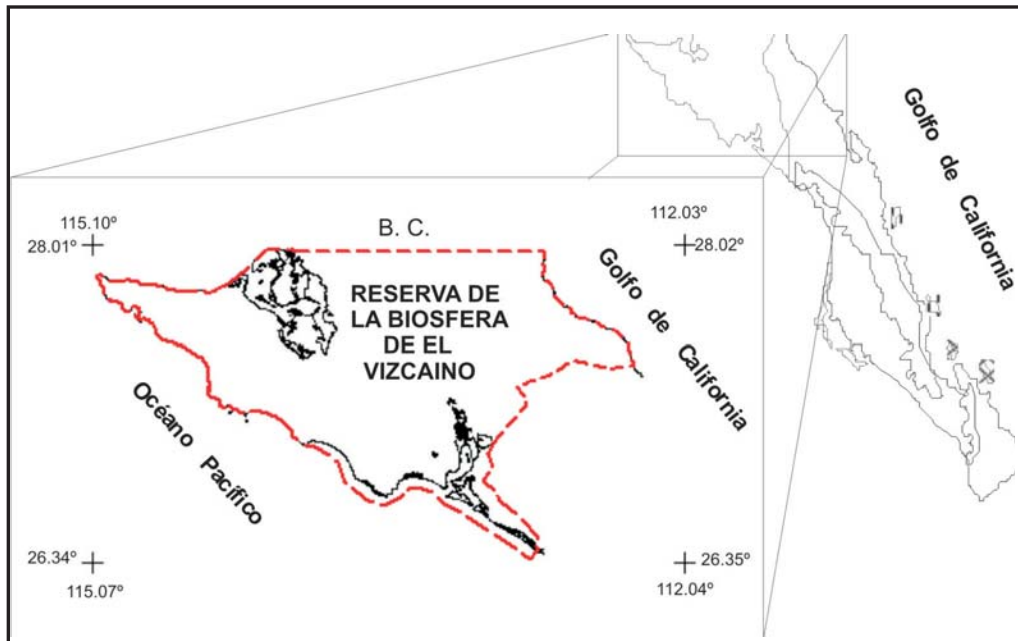 Golfo de California
115.10º
28.01º
B. C.
112.03º
28.02º
Golfo de California
RESERVA DE
LA BIOSFERA
DE EL
VIZCAINO
Océano Pacífico
26.34º
115.07º
26.35º
112.04º